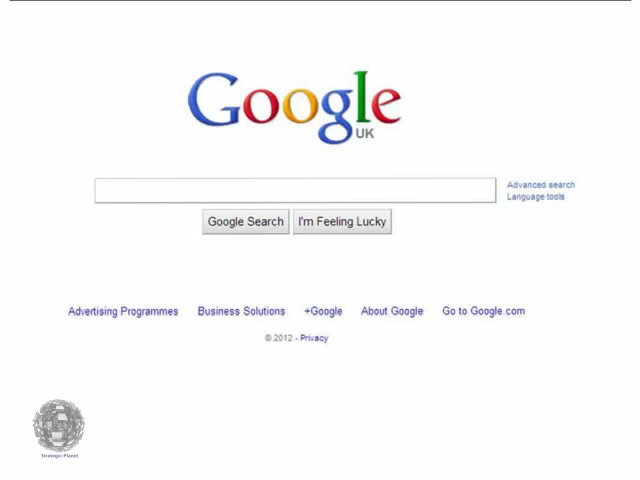 Google
UK
Advanced search
Language tools
Google Search I'm Feeling Lucky
Advertising Programmes Business Solutions +Google About Google Go to Google.com
© 2012 - Privacy
Strategic Planet